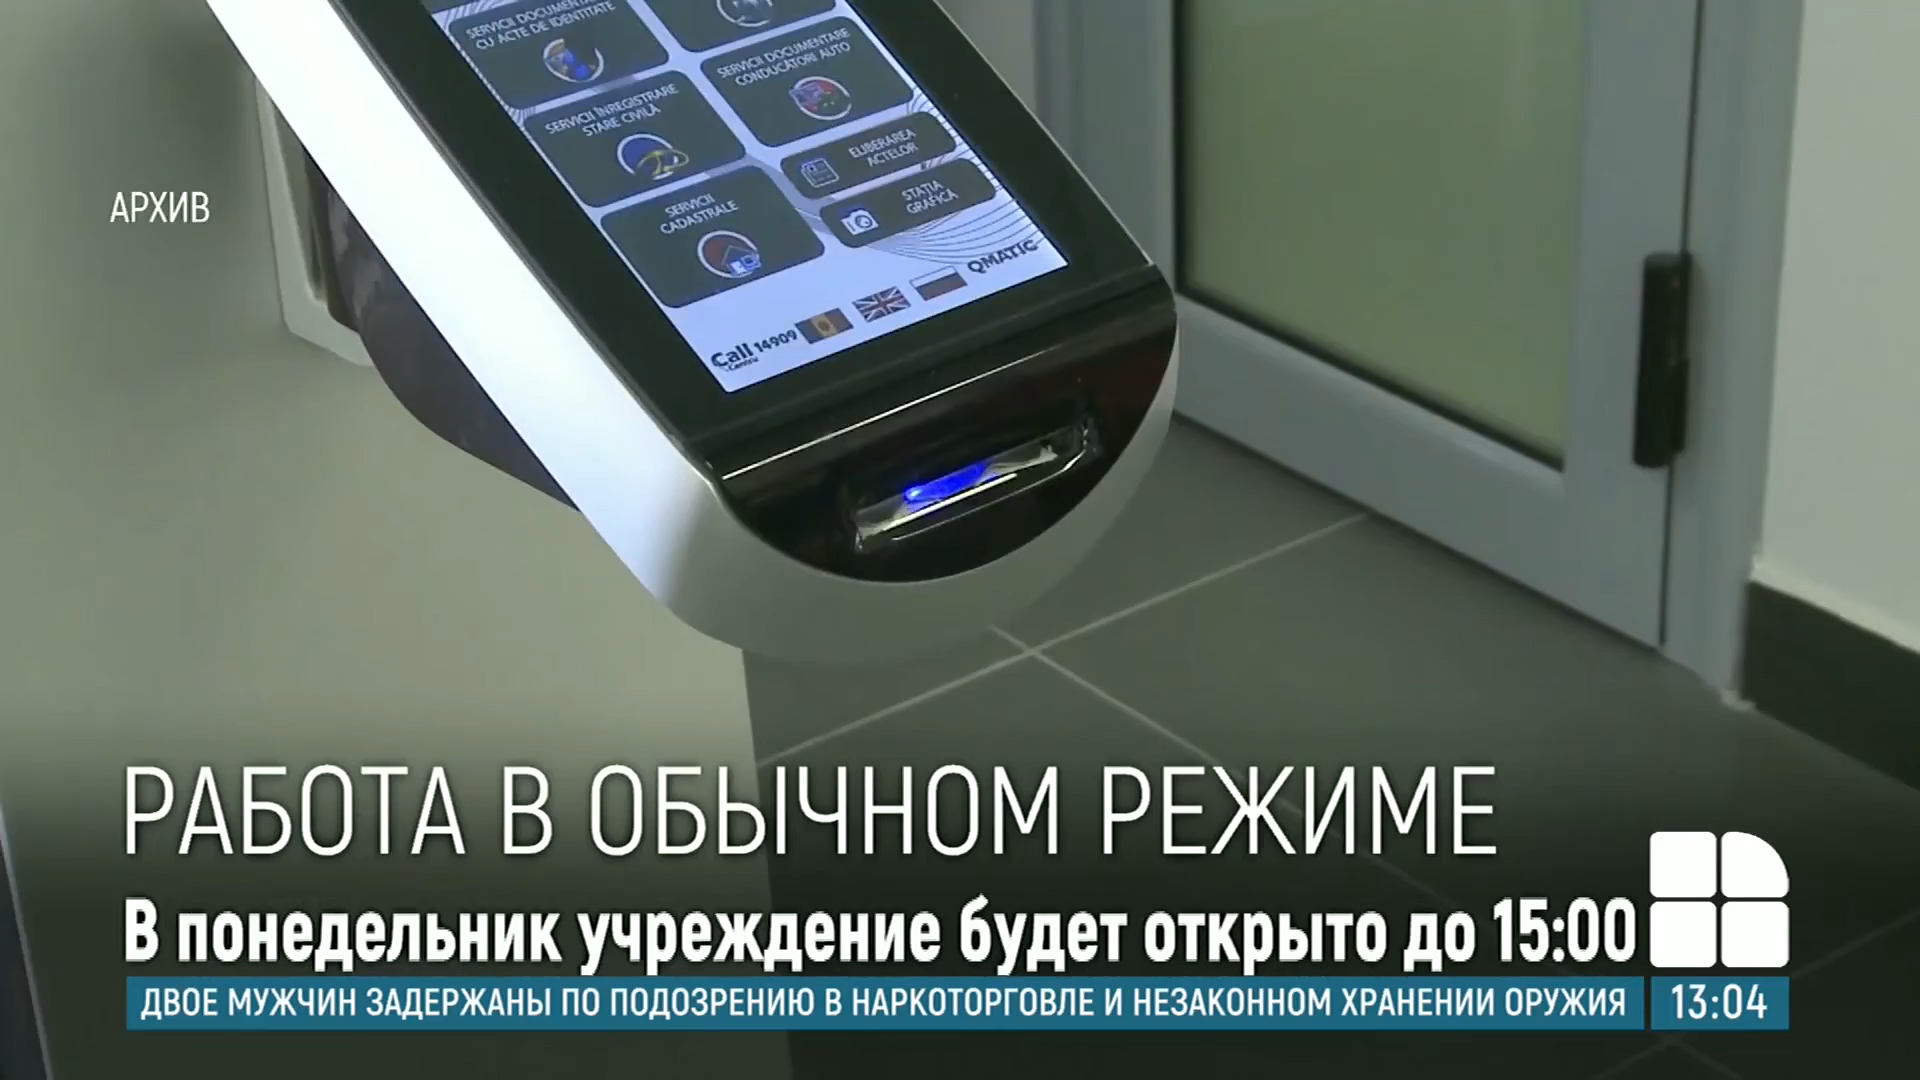 SERVICII DOCUMENTARE
CU ACTE DE IDENTITATE
SERVICII DOCUMENTARE
CONDUCĂTORI AUTO
SERVICII ÎNREGISTRARE
STARE CIVILĂ
ELIBERAREA
ACTELOR
SERVICII
CADASTRALE
STAȚIA
GRAFICĂ
QMATIC
Call 14909
Centru
АРХИВ
РАБОТА В ОБЫЧНОМ РЕЖИМЕ
В понедельник учреждение будет открыто до 15:00
ДВОЕ МУЖЧИН ЗАДЕРЖАНЫ ПО ПОДОЗРЕНИЮ В НАРКОТОРГОВЛЕ И НЕЗАКОННОМ ХРАНЕНИИ ОРУЖИЯ
13:04